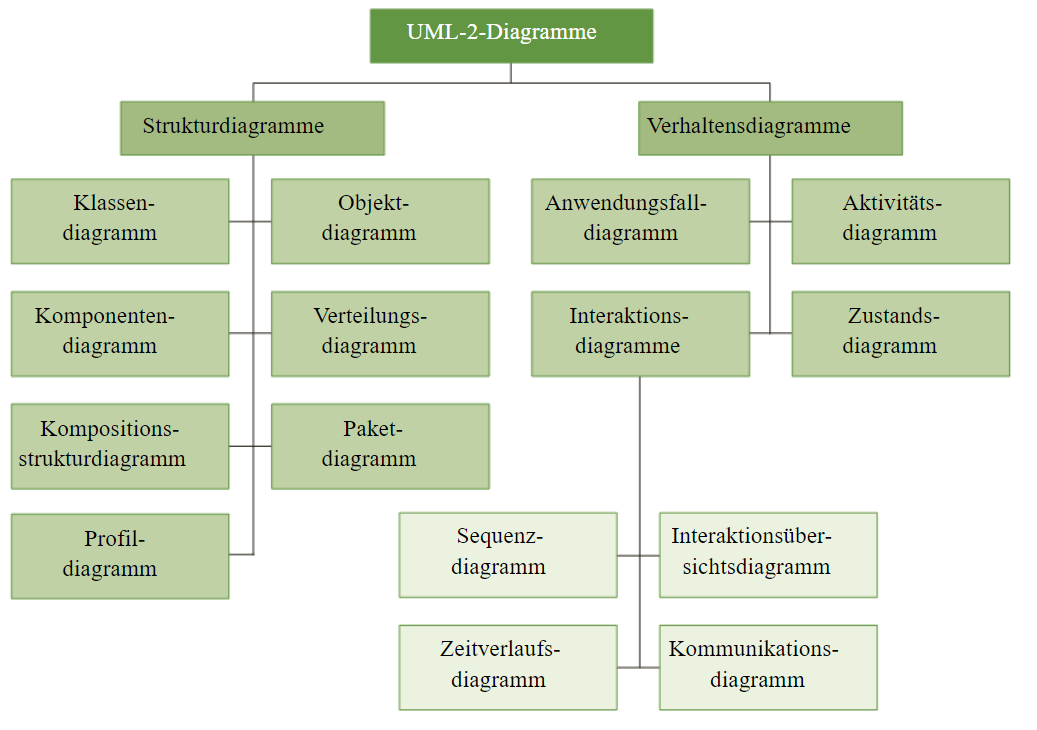 UML-2-Diagramme
Strukturdiagramme
Verhaltensdiagramme
Klassen-
diagramm
Objekt-
diagramm
Anwendungsfall-
diagramm
Aktivitäts-
diagramm
Komponenten-
diagramm
Verteilungs-
diagramm
Interaktions-
diagramme
Zustands-
diagramm
Kompositions-
strukturdiagramm
Paket-
diagramm
Profil-
diagramm
Sequenz-
diagramm
Interaktionsüber-
sichtsdiagramm
Zeitverlaufs-
diagramm
Kommunikations-
diagramm